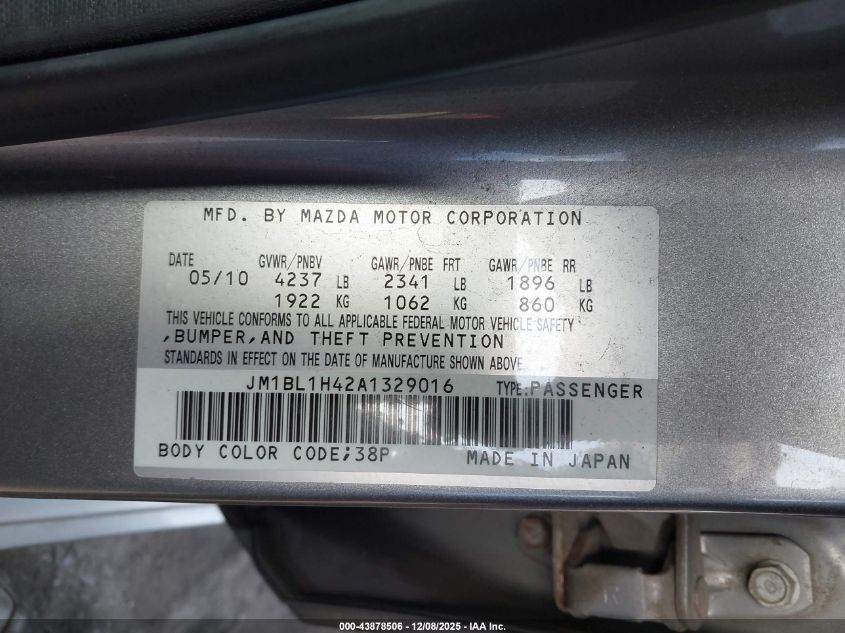 MFD. BY MAZDA MOTOR CORPORATION
DATE GVWR/PNBV GAWR/PNBE FRT GAWR/PNBE RR
05/10 4237 LB 2341 LB 1896 LB
1922 KG 1062 KG 860 KG
THIS VEHICLE CONFORMS TO ALL APPLICABLE FEDERAL MOTOR VEHICLE SAFETY
,BUMPER,AND THEFT PREVENTION
STANDARDS IN EFFECT ON THE DATE OF MANUFACTURE SHOWN ABOVE.
JM1BL1H42A1329016 TYPE:PASSENGER
BODY COLOR CODE;38P MADE IN JAPAN
000-43878506 - 12/08/2025 - IAA Inc.